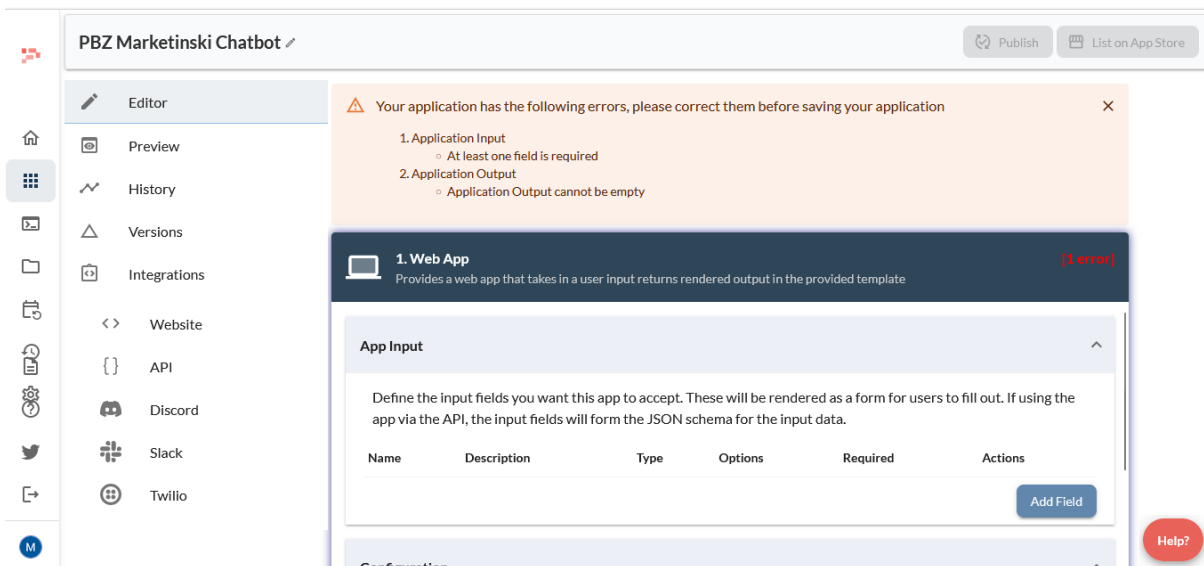 PBZ Marketinski Chatbot
Publish
List on App Store
Editor
Preview
History
Versions
Integrations
Website
API
Discord
Slack
Twilio
M
Your application has the following errors, please correct them before saving your application
1. Application Input
At least one field is required
2. Application Output
Application Output cannot be empty
1. Web App
[1 error]
Provides a web app that takes in a user input returns rendered output in the provided template
App Input
Define the input fields you want this app to accept. These will be rendered as a form for users to fill out. If using the
app via the API, the input fields will form the JSON schema for the input data.
Name Description Type Options Required Actions
Add Field
Configuration
Help?